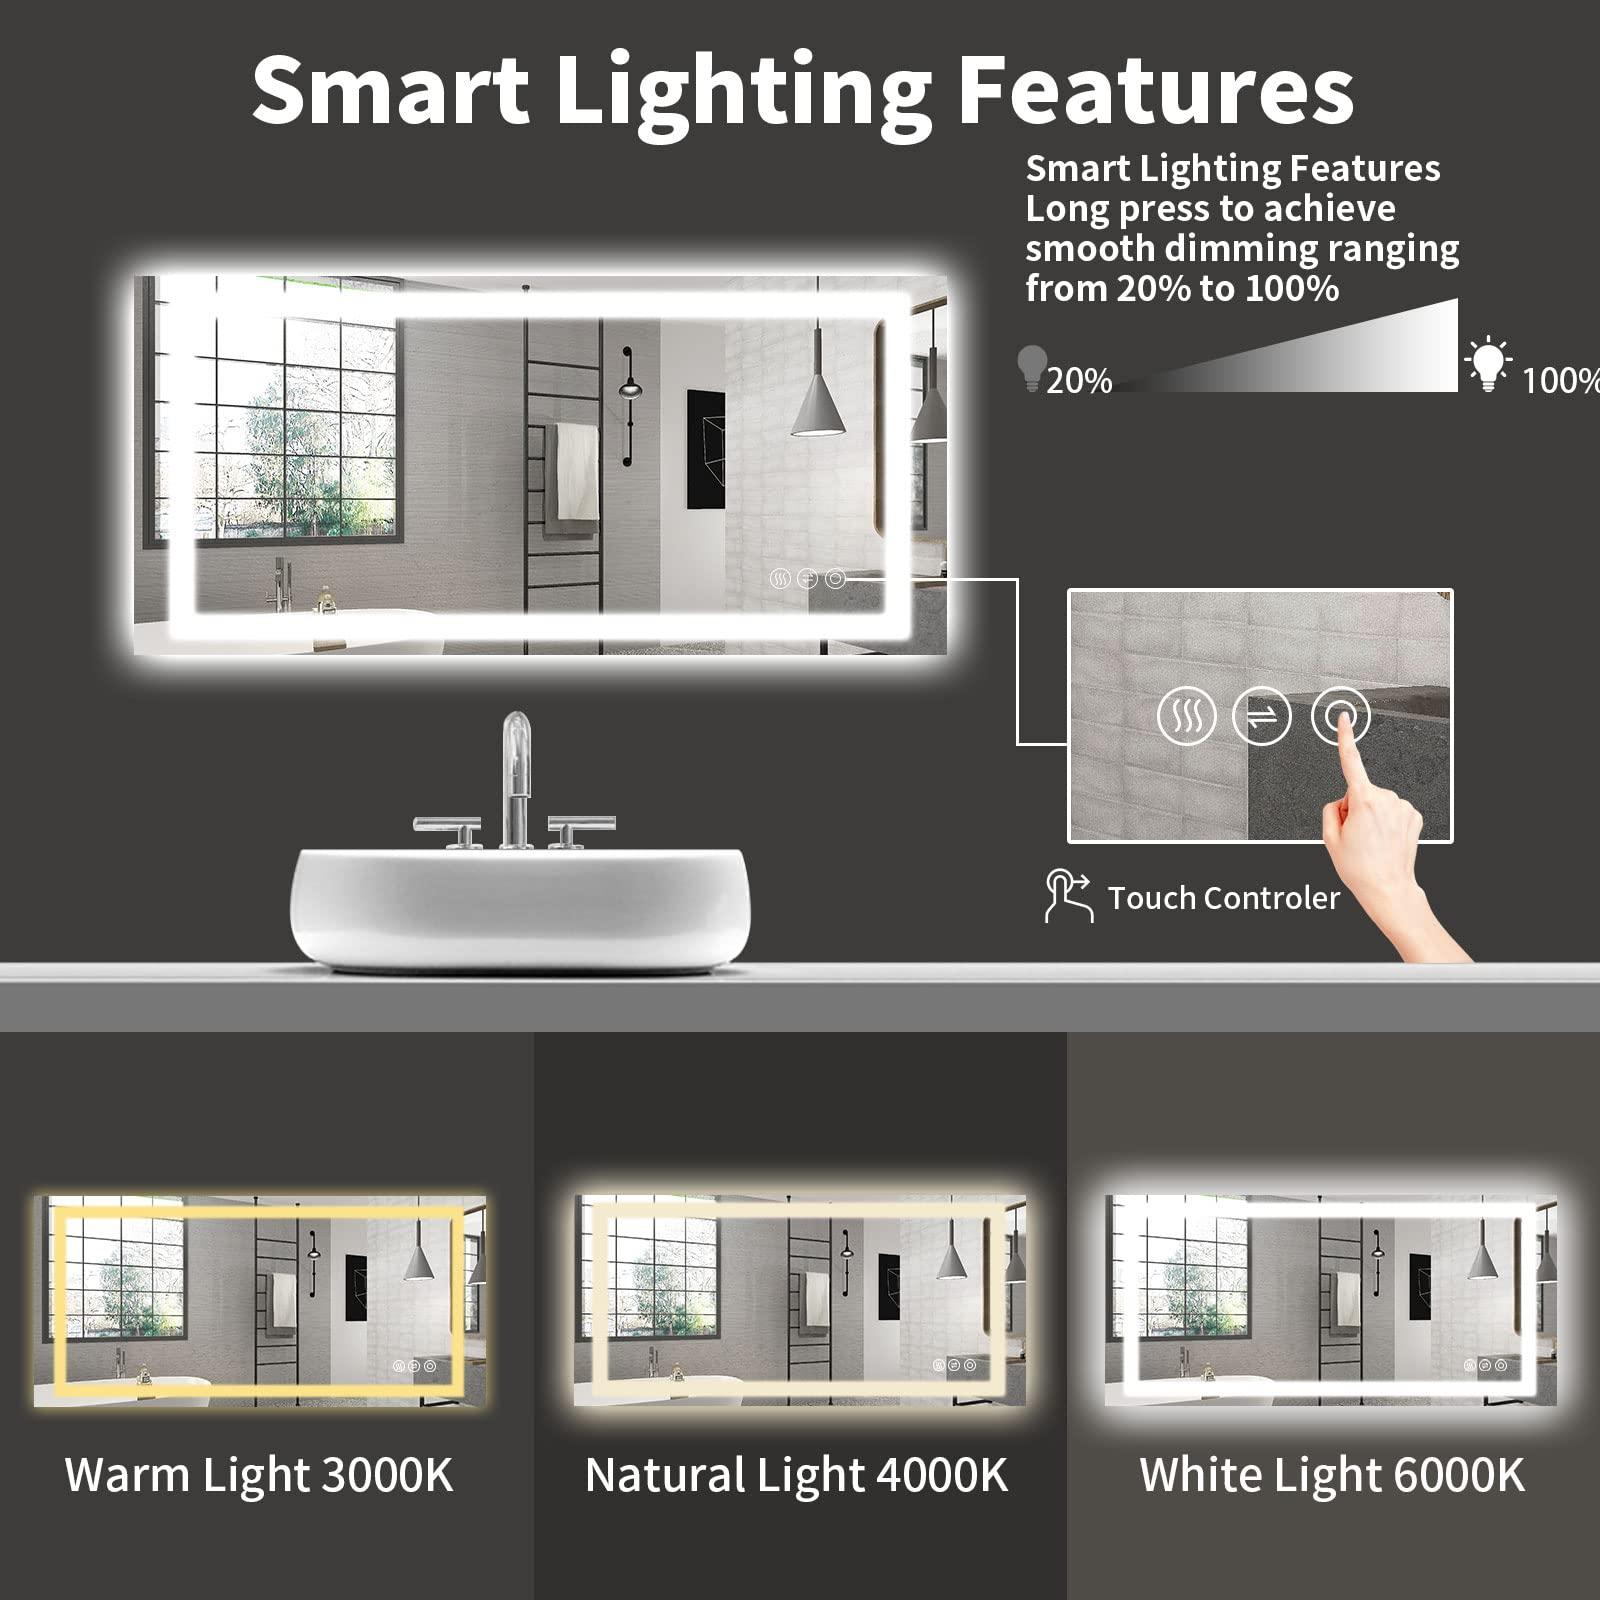 Smart Lighting Features
Smart Lighting Features
Long press to achieve
smooth dimming ranging
from 20% to 100%
20%
100%
Touch Controler
Warm Light 3000K
Natural Light 4000K
White Light 6000K